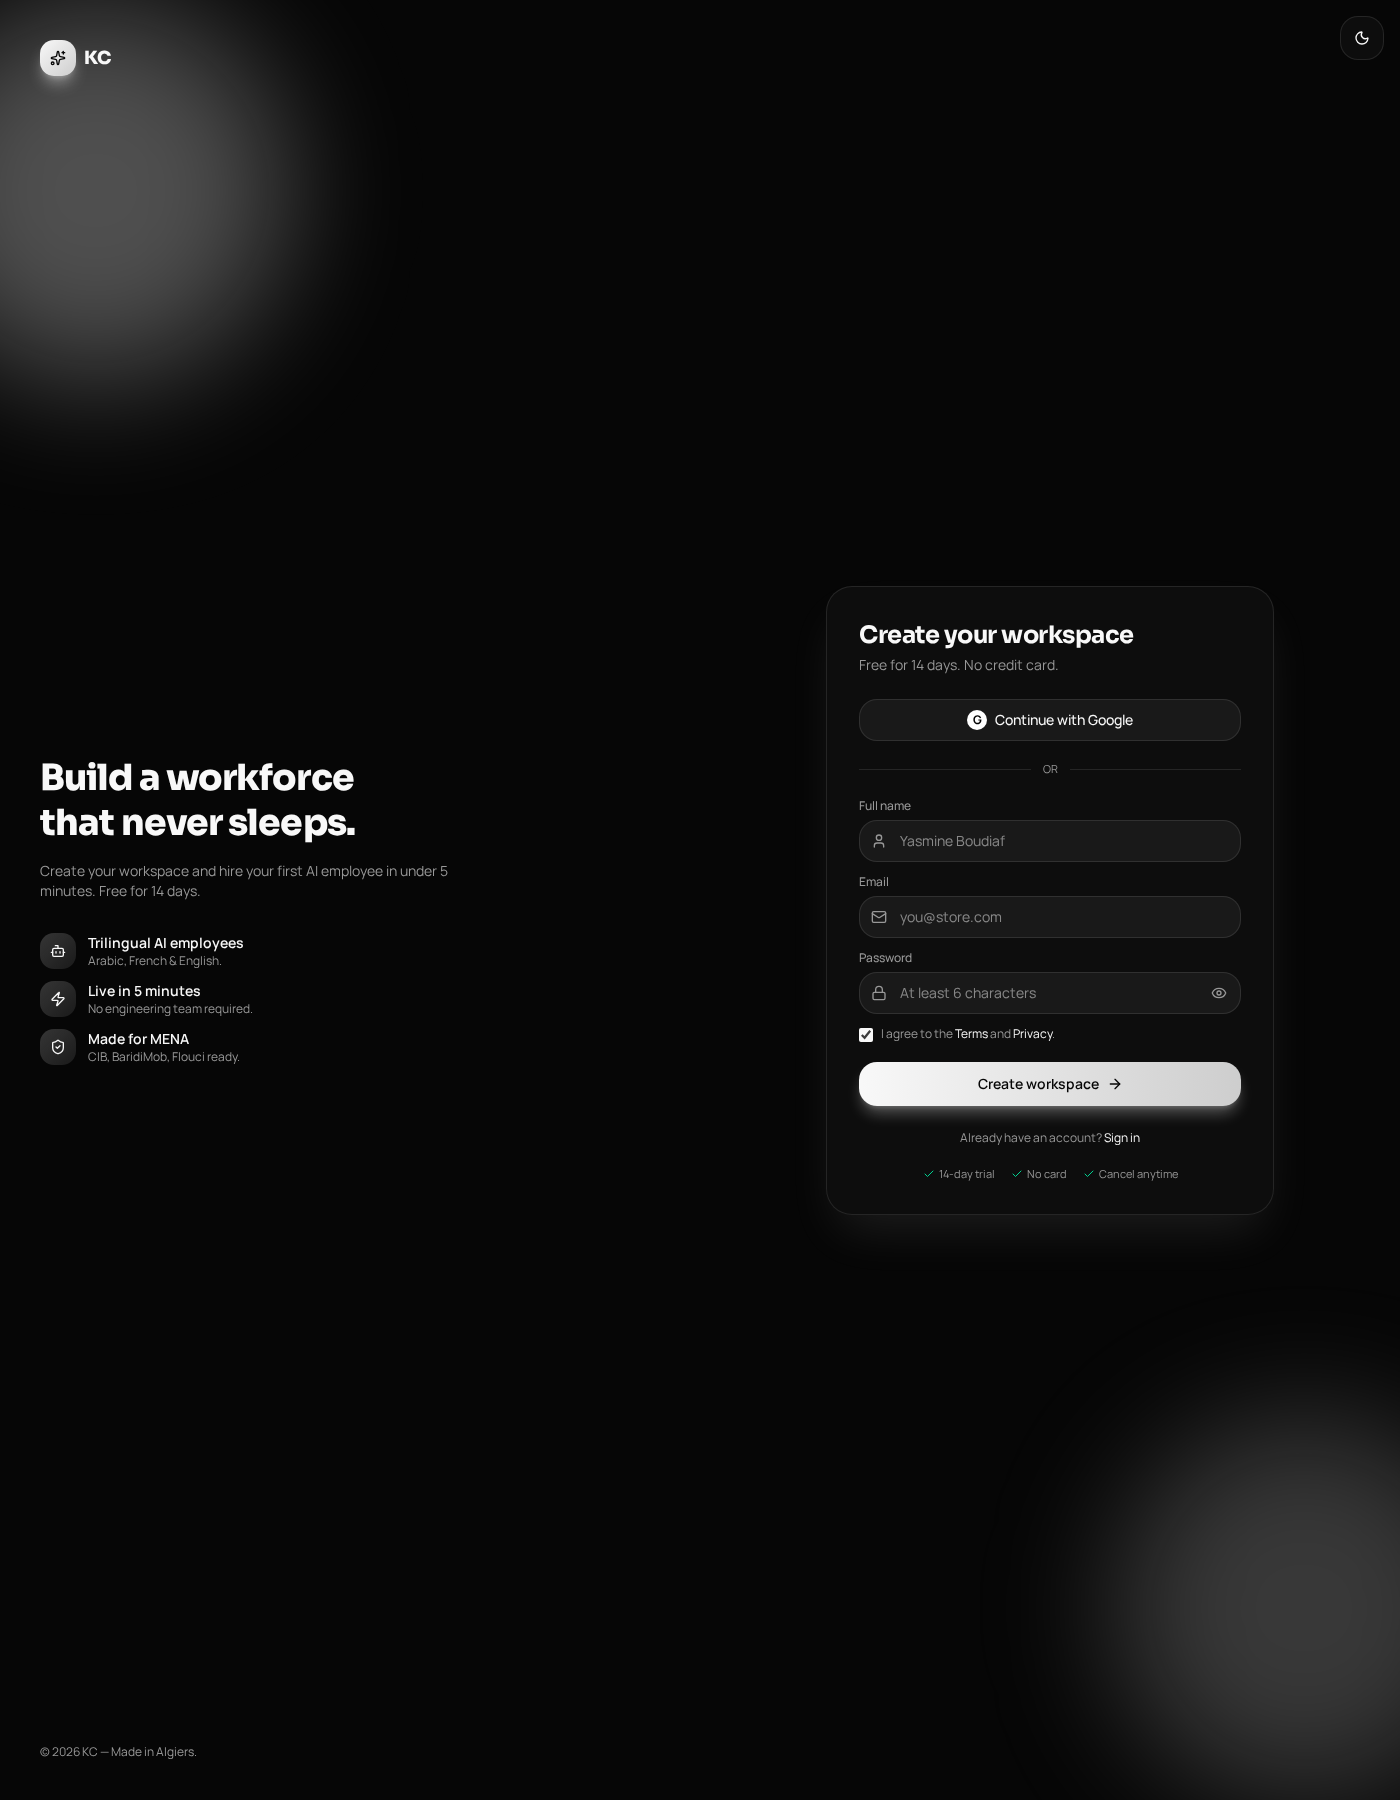 KC
Build a workforce
that never sleeps.
Create your workspace and hire your first AI employee in under 5
minutes. Free for 14 days.
Trilingual AI employees
Arabic, French & English.
Live in 5 minutes
No engineering team required.
Made for MENA
CIB, BaridiMob, Flouci ready.
© 2026 KC — Made in Algiers.
Create your workspace
Free for 14 days. No credit card.
G Continue with Google
OR
Full name
Yasmine Boudiaf
Email
you@store.com
Password
At least 6 characters
I agree to the Terms and Privacy.
Create workspace
Already have an account? Sign in
14-day trial No card Cancel anytime